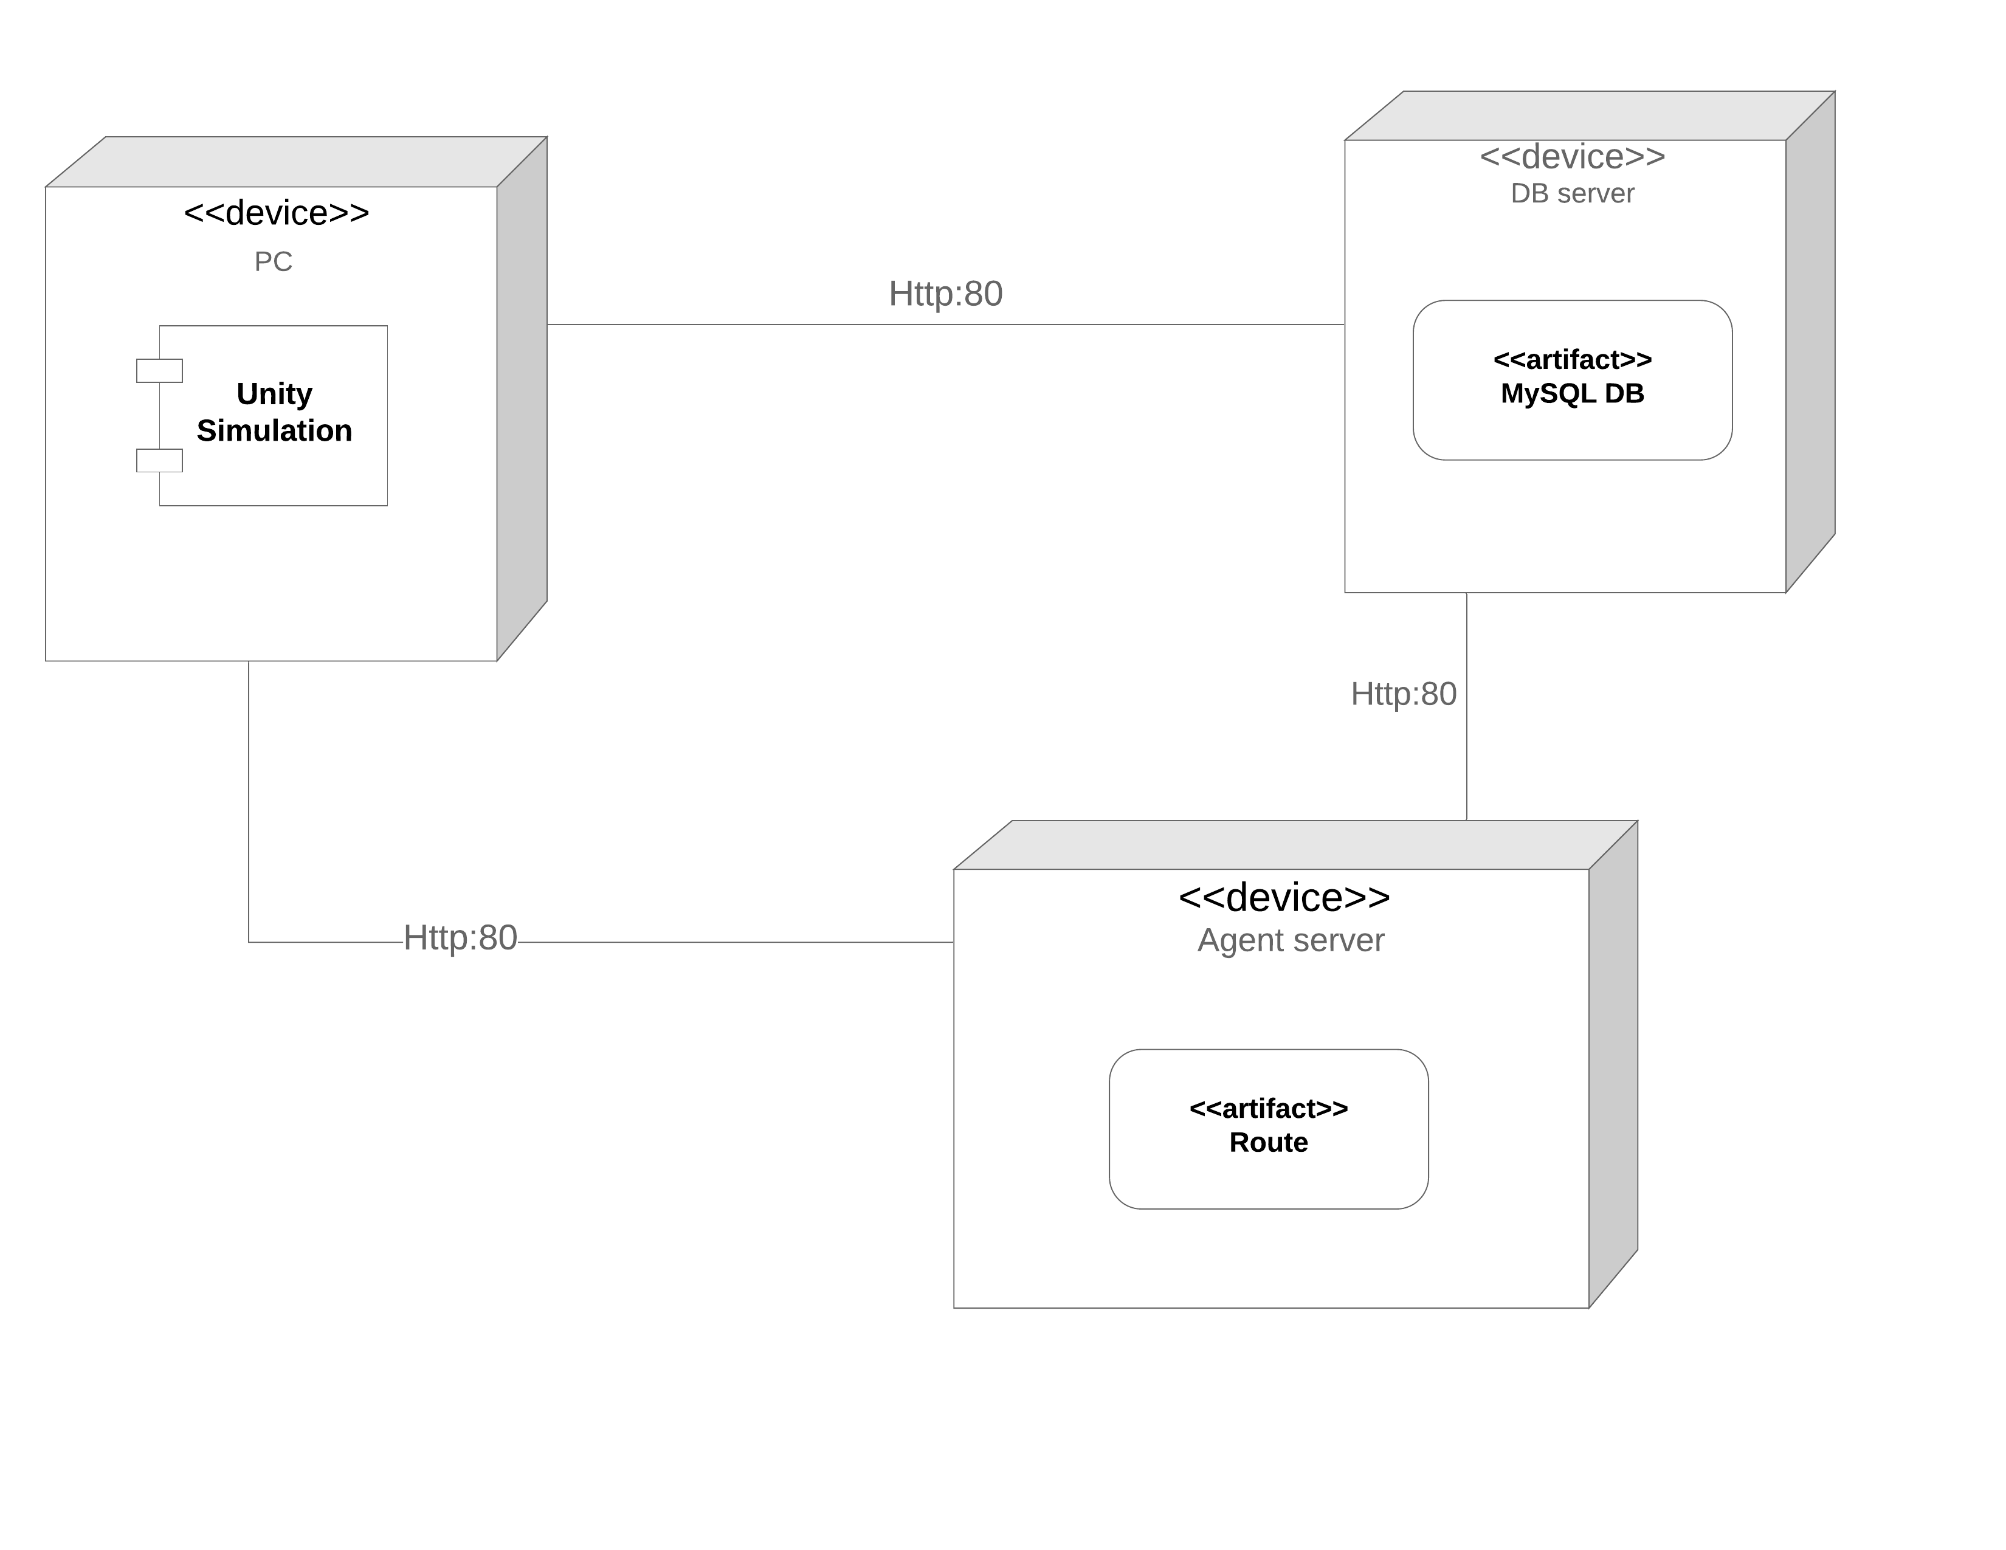 <<device>>
PC
Unity
Simulation
Http:80
<<device>>
DB server
<<artifact>>
MySQL DB
Http:80
Http:80
<<device>>
Agent server
<<artifact>>
Route